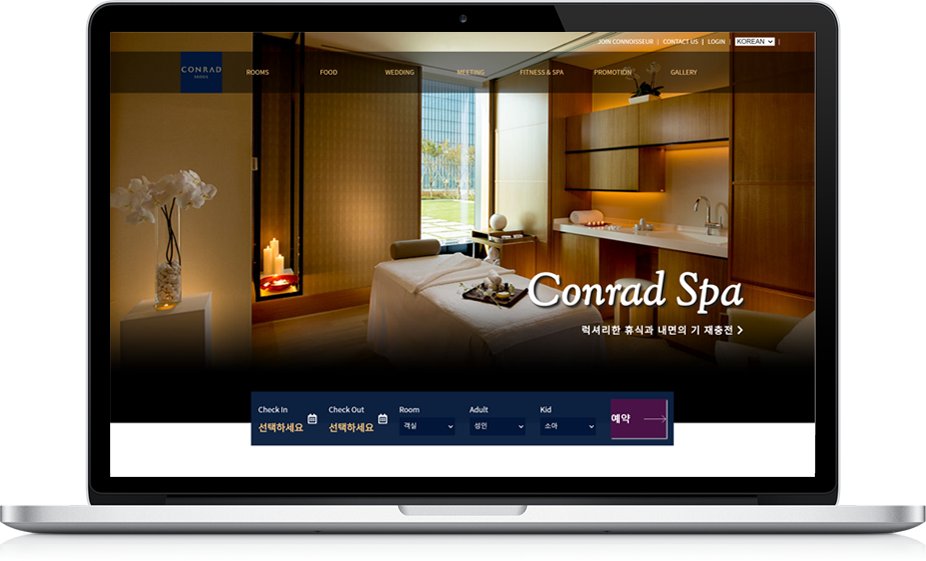 JOIN CONNOISSEUR | CONTACT US | LOGIN | KOREAN |
CONRAD
ROOMS FOOD WEDDING MEETING FITNESS & SPA PROMOTION GALLERY
Conrad Spa
럭셔리한 휴식과 내면의 기 재충전
Check In Check Out Room Adult Kid
선택하세요 선택하세요 객실 성인 소아 예약